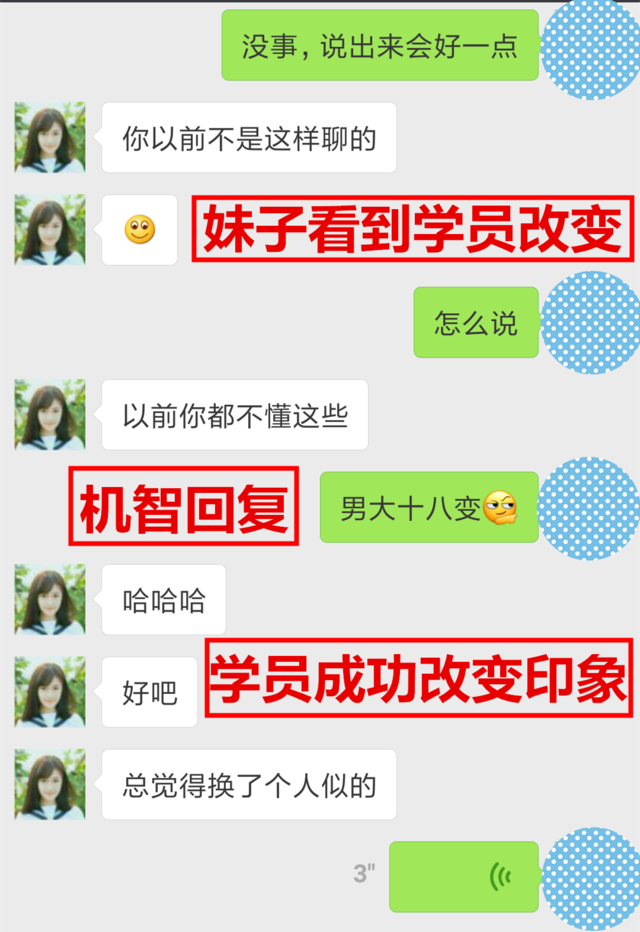 没事，说出来会好一点
你以前不是这样聊的
妹子看到学员改变
怎么说
以前你都不懂这些
机智回复
男大十八变
哈哈哈
学员成功改变印象
好吧
总觉得换了个人似的
3"